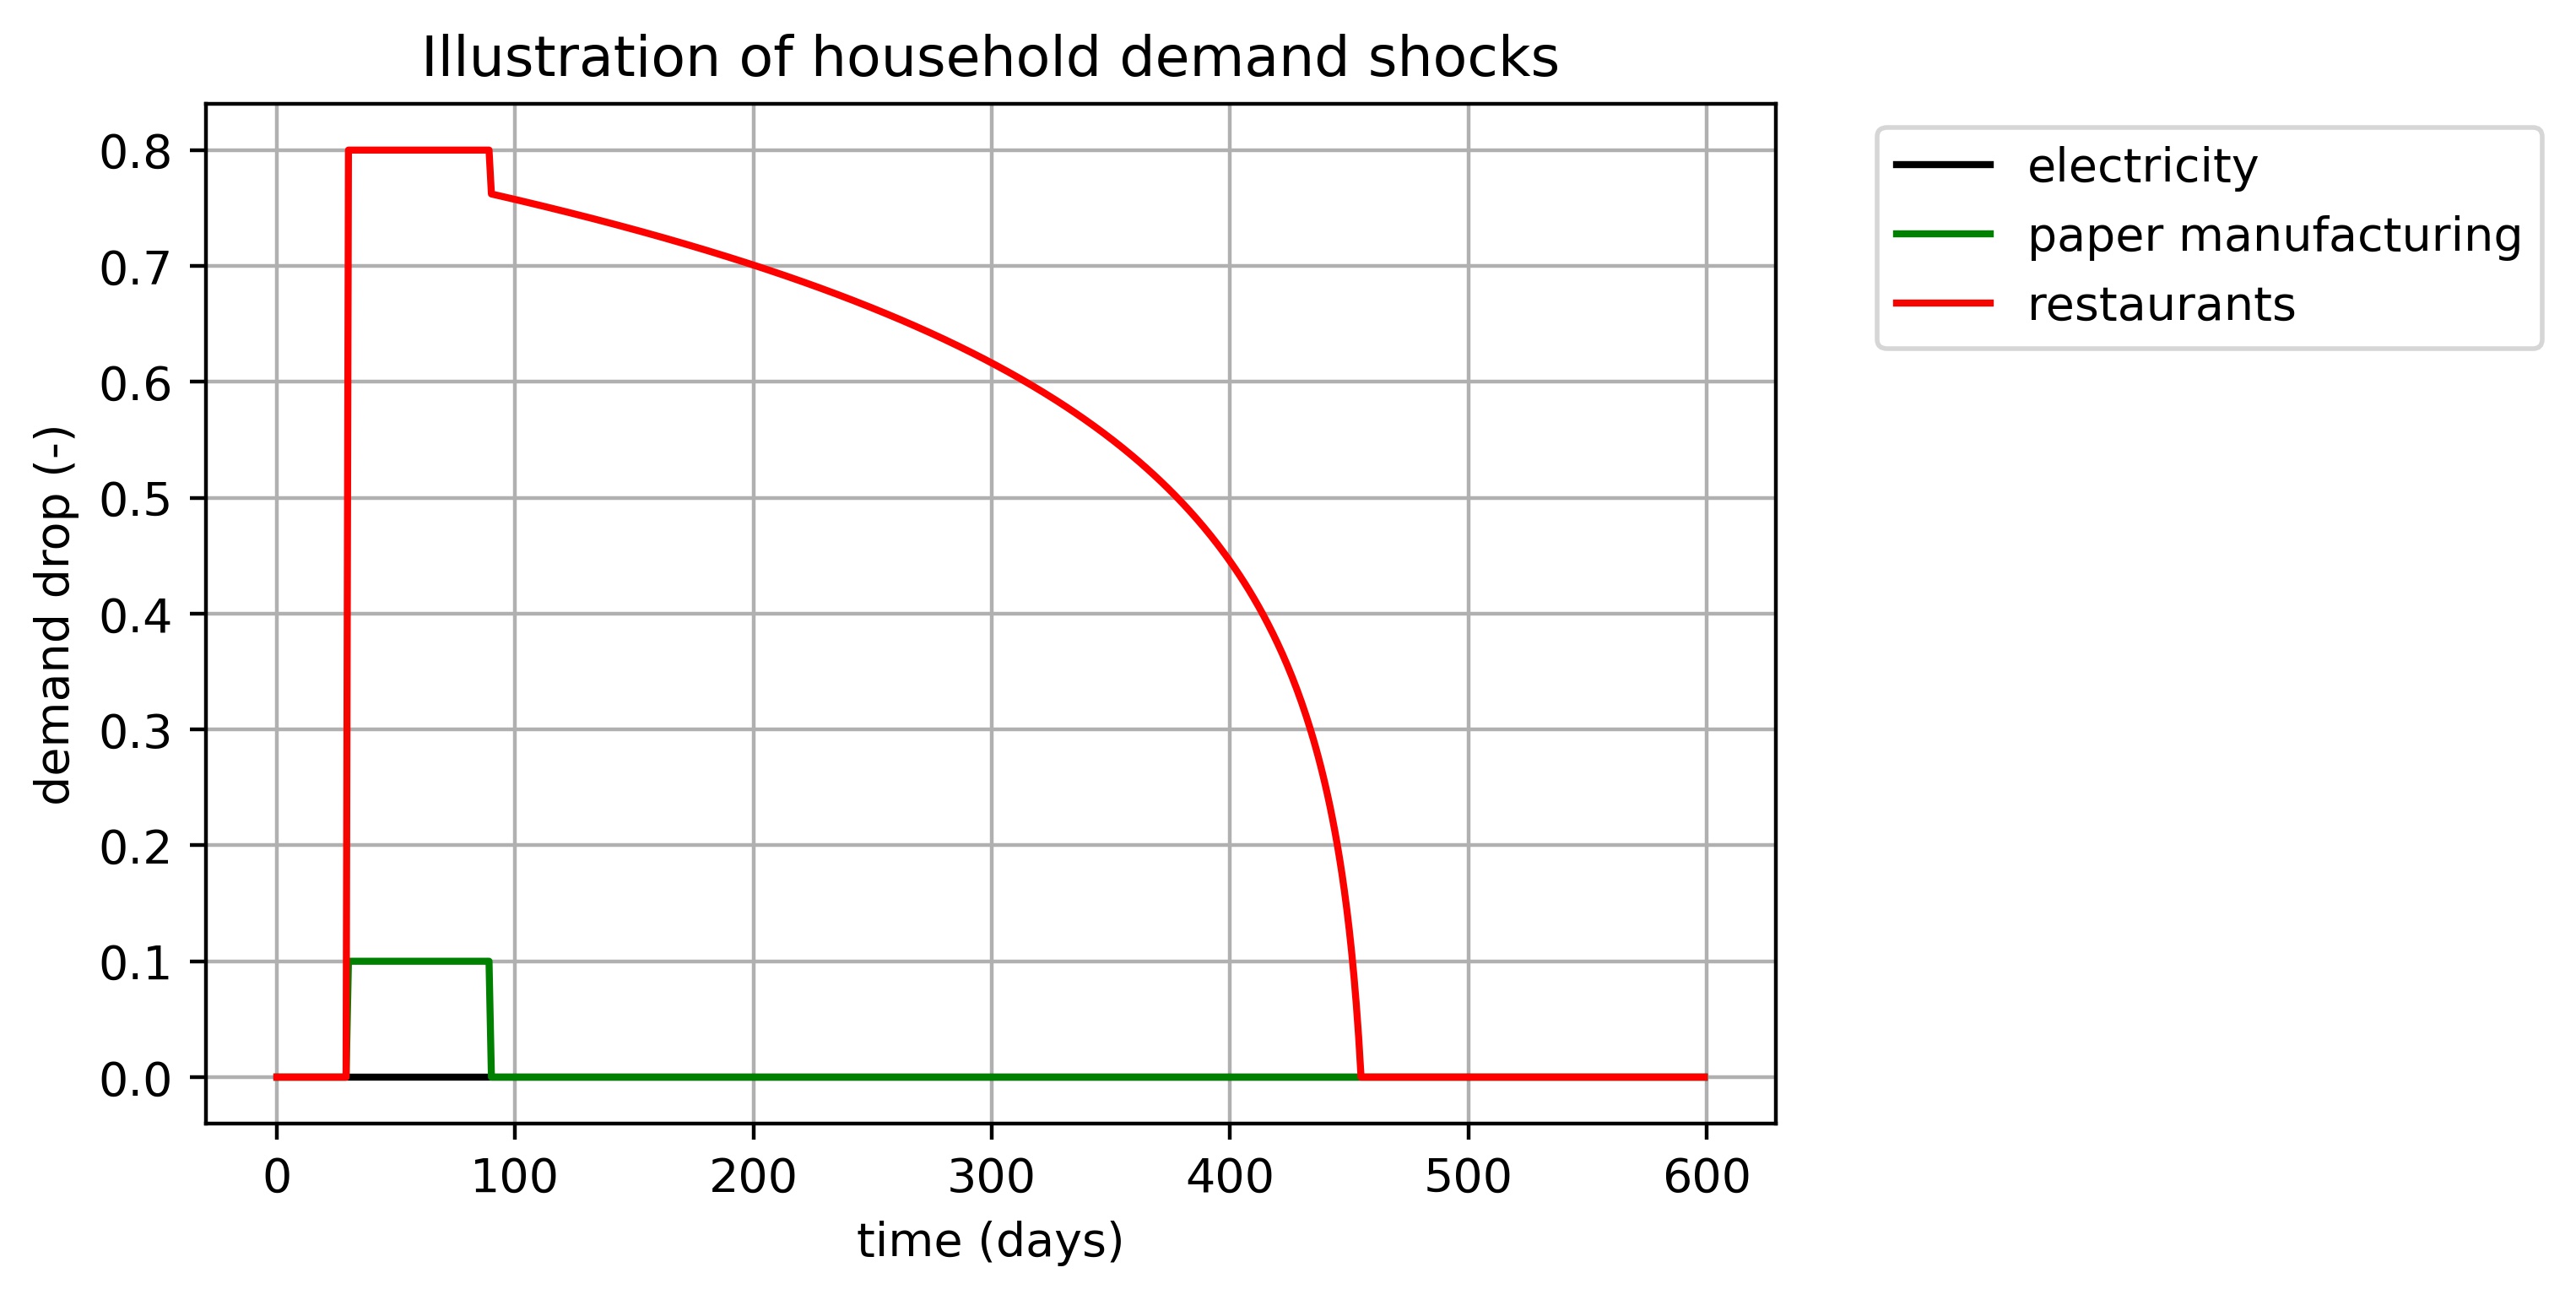 Illustration of household demand shocks
0.8
0.7
0.6
0.5
0.4
0.3
0.2
0.1
0.0
demand drop (-)
0 100 200 300 400 500 600
time (days)
electricity
paper manufacturing
restaurants